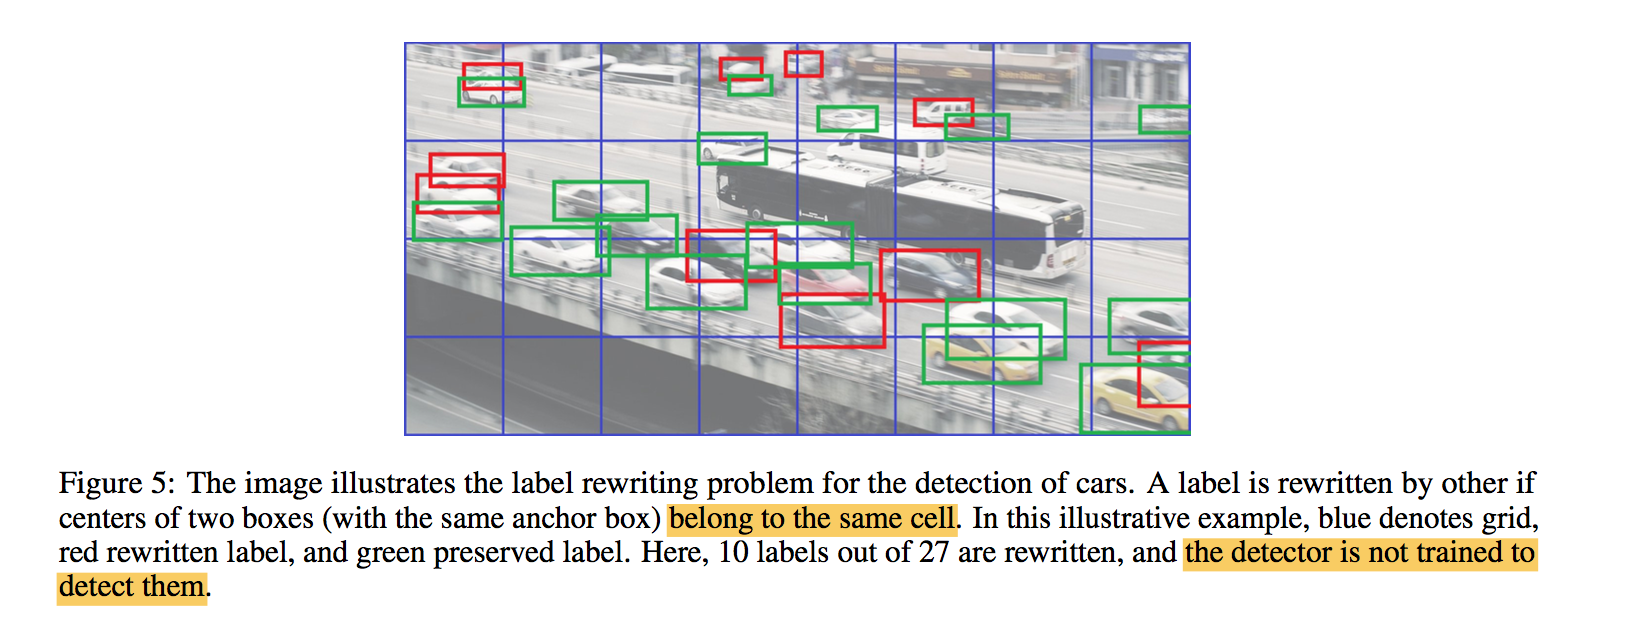 Figure 5: The image illustrates the label rewriting problem for the detection of cars. A label is rewritten by other if
centers of two boxes (with the same anchor box) belong to the same cell. In this illustrative example, blue denotes grid,
red rewritten label, and green preserved label. Here, 10 labels out of 27 are rewritten, and the detector is not trained to
detect them.